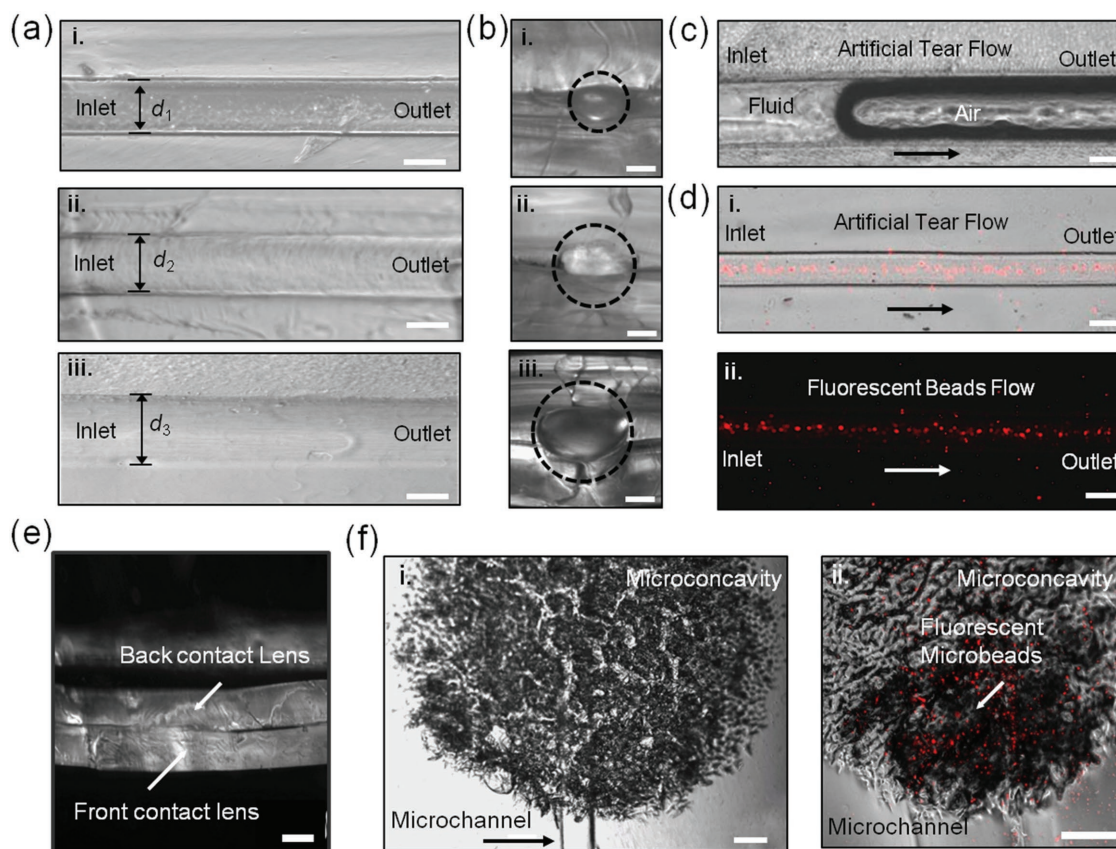 (a)
i.
Inlet
d1
Outlet
ii.
Inlet
d2
Outlet
iii.
Inlet
d3
Outlet
(b)
i.
ii.
iii.
(c)
Inlet
Artificial Tear Flow
Outlet
Fluid
Air
(d)
i.
Artificial Tear Flow
Inlet
Outlet
ii.
Fluorescent Beads Flow
Inlet
Outlet
(e)
Back contact Lens
Front contact lens
(f)
i.
Microconcavity
Microchannel
ii.
Microconcavity
Fluorescent
Microbeads
Microchannel